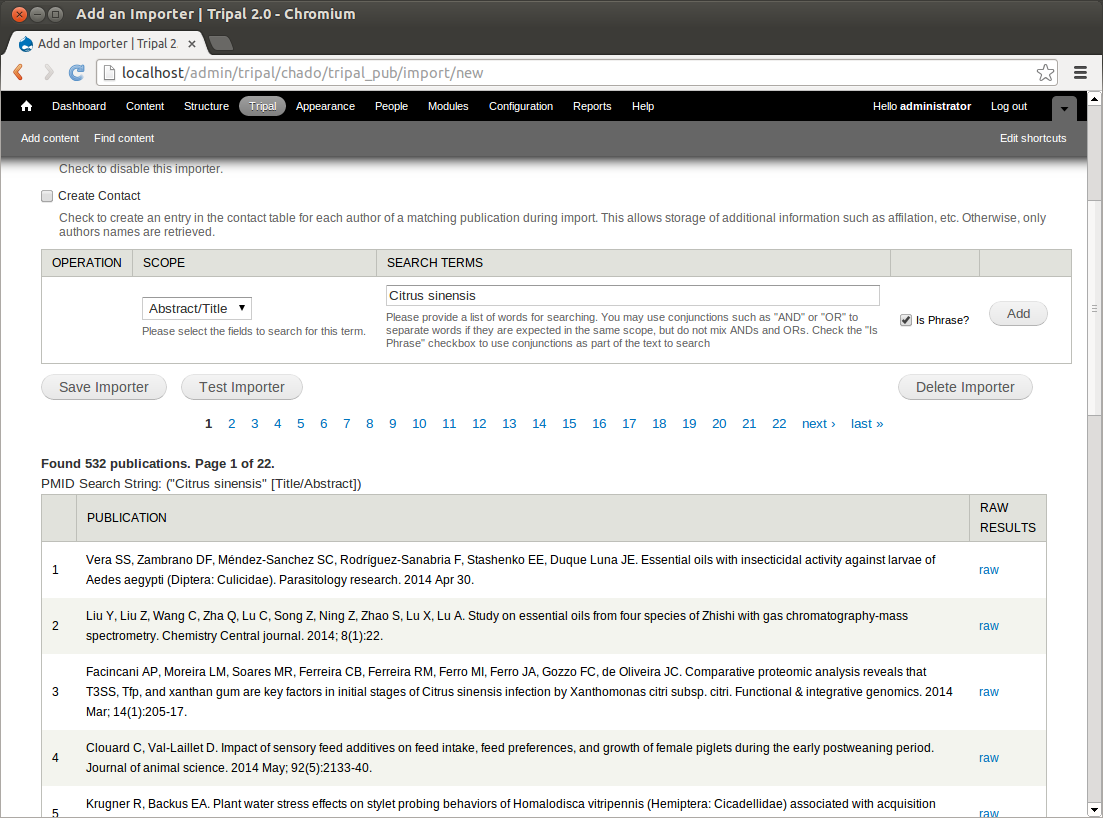 Add an Importer | Tripal 2.0 - Chromium
Add an Importer | Tripal 2
localhost/admin/tripal/chado/tripal_pub/import/new
Dashboard Content Structure Tripal Appearance People Modules Configuration Reports Help Hello administrator Log out
Add content Find content Edit shortcuts
Check to disable this importer.
Create Contact
Check to create an entry in the contact table for each author of a matching publication during import. This allows storage of additional information such as affilation, etc. Otherwise, only
authors names are retrieved.
OPERATION SCOPE SEARCH TERMS
Abstract/Title
Please select the fields to search for this term.
Citrus sinensis
Please provide a list of words for searching. You may use conjunctions such as "AND" or "OR" to
separate words if they are expected in the same scope, but do not mix ANDs and ORs. Check the "Is
Phrase" checkbox to use conjunctions as part of the text to search
Is Phrase?
Add
Save Importer Test Importer Delete Importer
1 2 3 4 5 6 7 8 9 10 11 12 13 14 15 16 17 18 19 20 21 22 next › last »
Found 532 publications. Page 1 of 22.
PMID Search String: ("Citrus sinensis" [Title/Abstract])
PUBLICATION RAW
RESULTS
1 Vera SS, Zambrano DF, Méndez-Sanchez SC, Rodríguez-Sanabria F, Stashenko EE, Duque Luna JE. Essential oils with insecticidal activity against larvae of
Aedes aegypti (Diptera: Culicidae). Parasitology research. 2014 Apr 30.
raw
2 Liu Y, Liu Z, Wang C, Zha Q, Lu C, Song Z, Ning Z, Zhao S, Lu X, Lu A. Study on essential oils from four species of Zhishi with gas chromatography-mass
spectrometry. Chemistry Central journal. 2014; 8(1):22.
raw
3 Facincani AP, Moreira LM, Soares MR, Ferreira CB, Ferreira RM, Ferro MI, Ferro JA, Gozzo FC, de Oliveira JC. Comparative proteomic analysis reveals that
T3SS, Tfp, and xanthan gum are key factors in initial stages of Citrus sinensis infection by Xanthomonas citri subsp. citri. Functional & integrative genomics. 2014
Mar; 14(1):205-17.
raw
4 Clouard C, Val-Laillet D. Impact of sensory feed additives on feed intake, feed preferences, and growth of female piglets during the early postweaning period.
Journal of animal science. 2014 May; 92(5):2133-40.
raw
5 Krugner R, Backus EA. Plant water stress effects on stylet probing behaviors of Homalodisca vitripennis (Hemiptera: Cicadellidae) associated with acquisition
raw